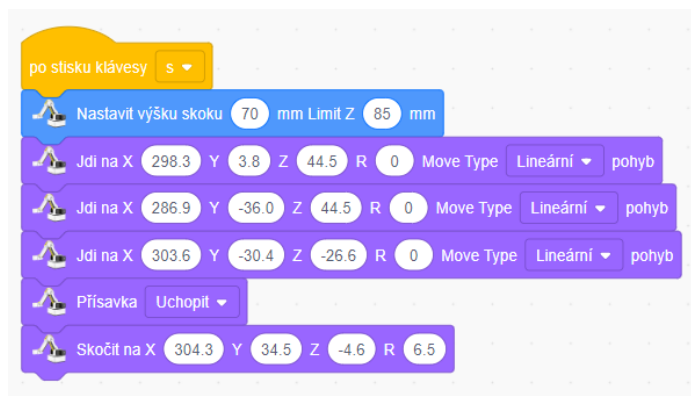 po stisku klávesy s
Nastavit výšku skoku 70 mm Limit Z 85 mm
Jdi na X 298.3 Y 3.8 Z 44.5 R 0 Move Type Lineární pohyb
Jdi na X 286.9 Y -36.0 Z 44.5 R 0 Move Type Lineární pohyb
Jdi na X 303.6 Y -30.4 Z -26.6 R 0 Move Type Lineární pohyb
Přísavka Uchopit
Skočit na X 304.3 Y 34.5 Z -4.6 R 6.5